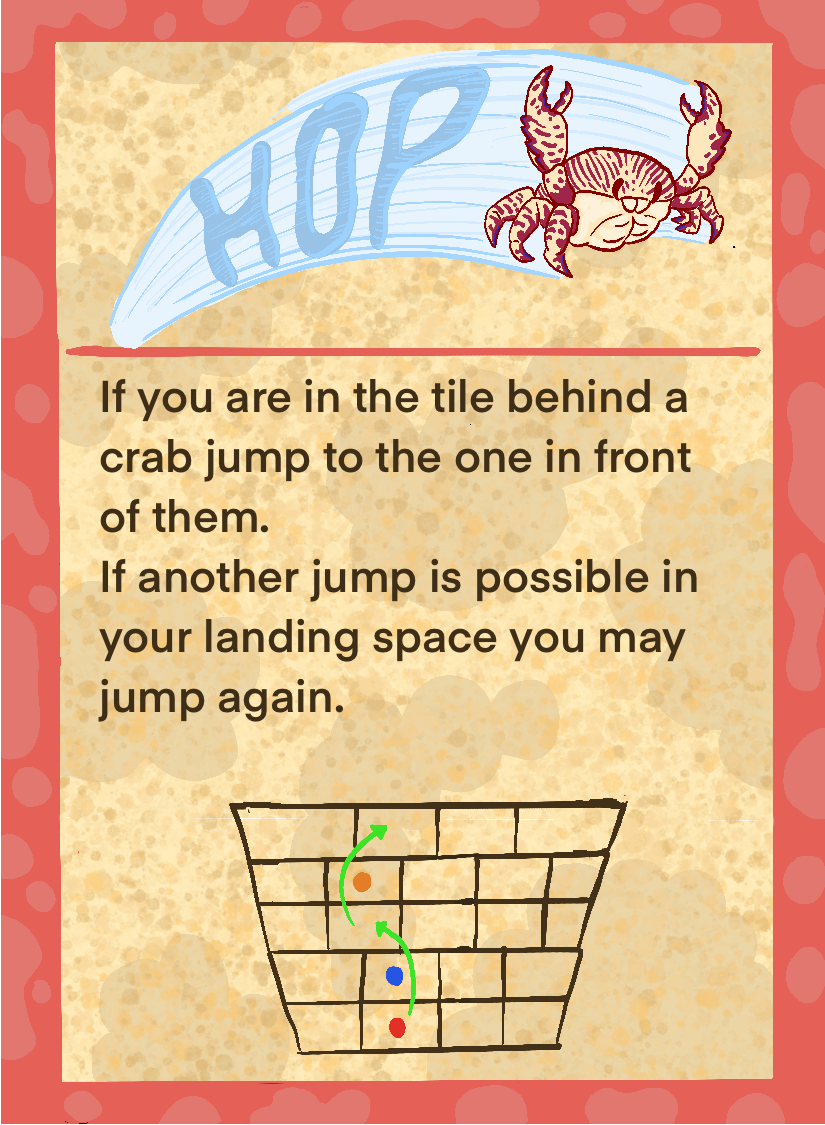 HOP
If you are in the tile behind a
crab jump to the one in front
of them.
If another jump is possible in
your landing space you may
jump again.